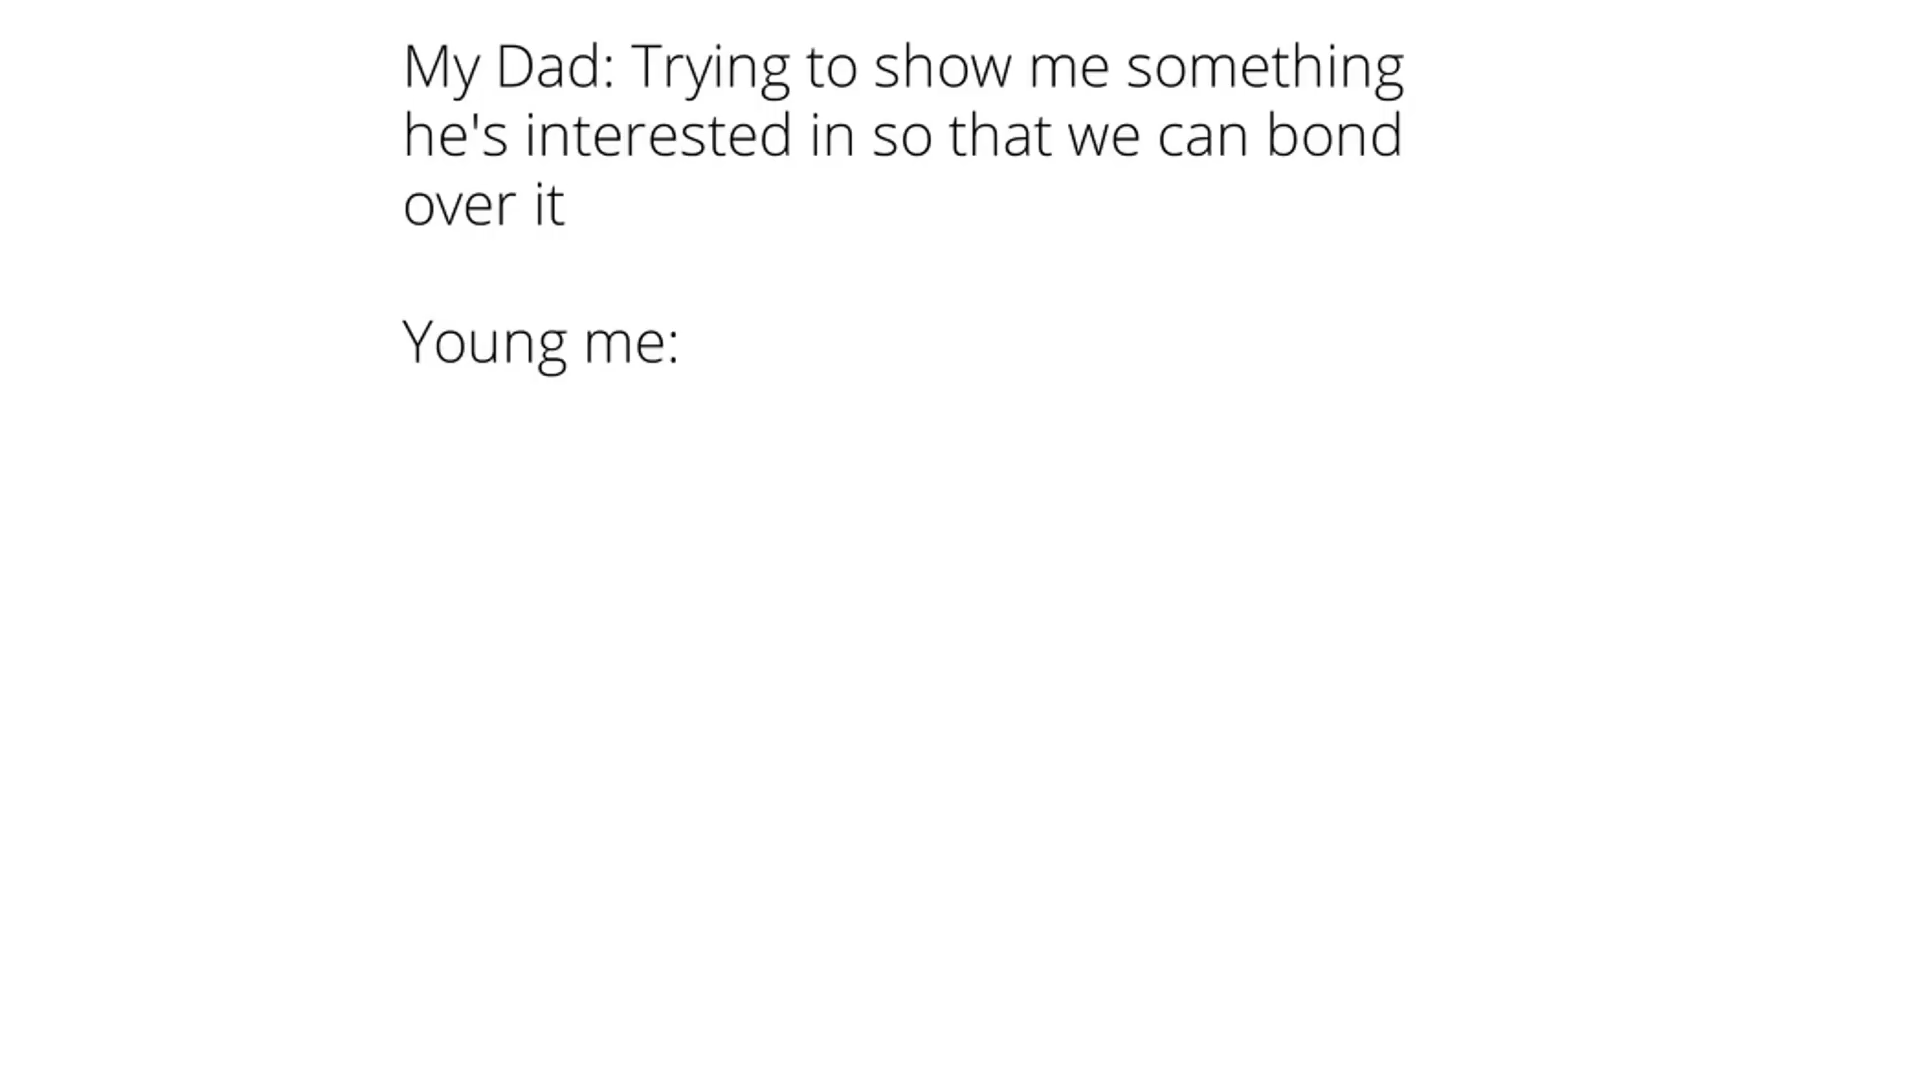 My Dad: Trying to show me something
he's interested in so that we can bond
over it
Young me: